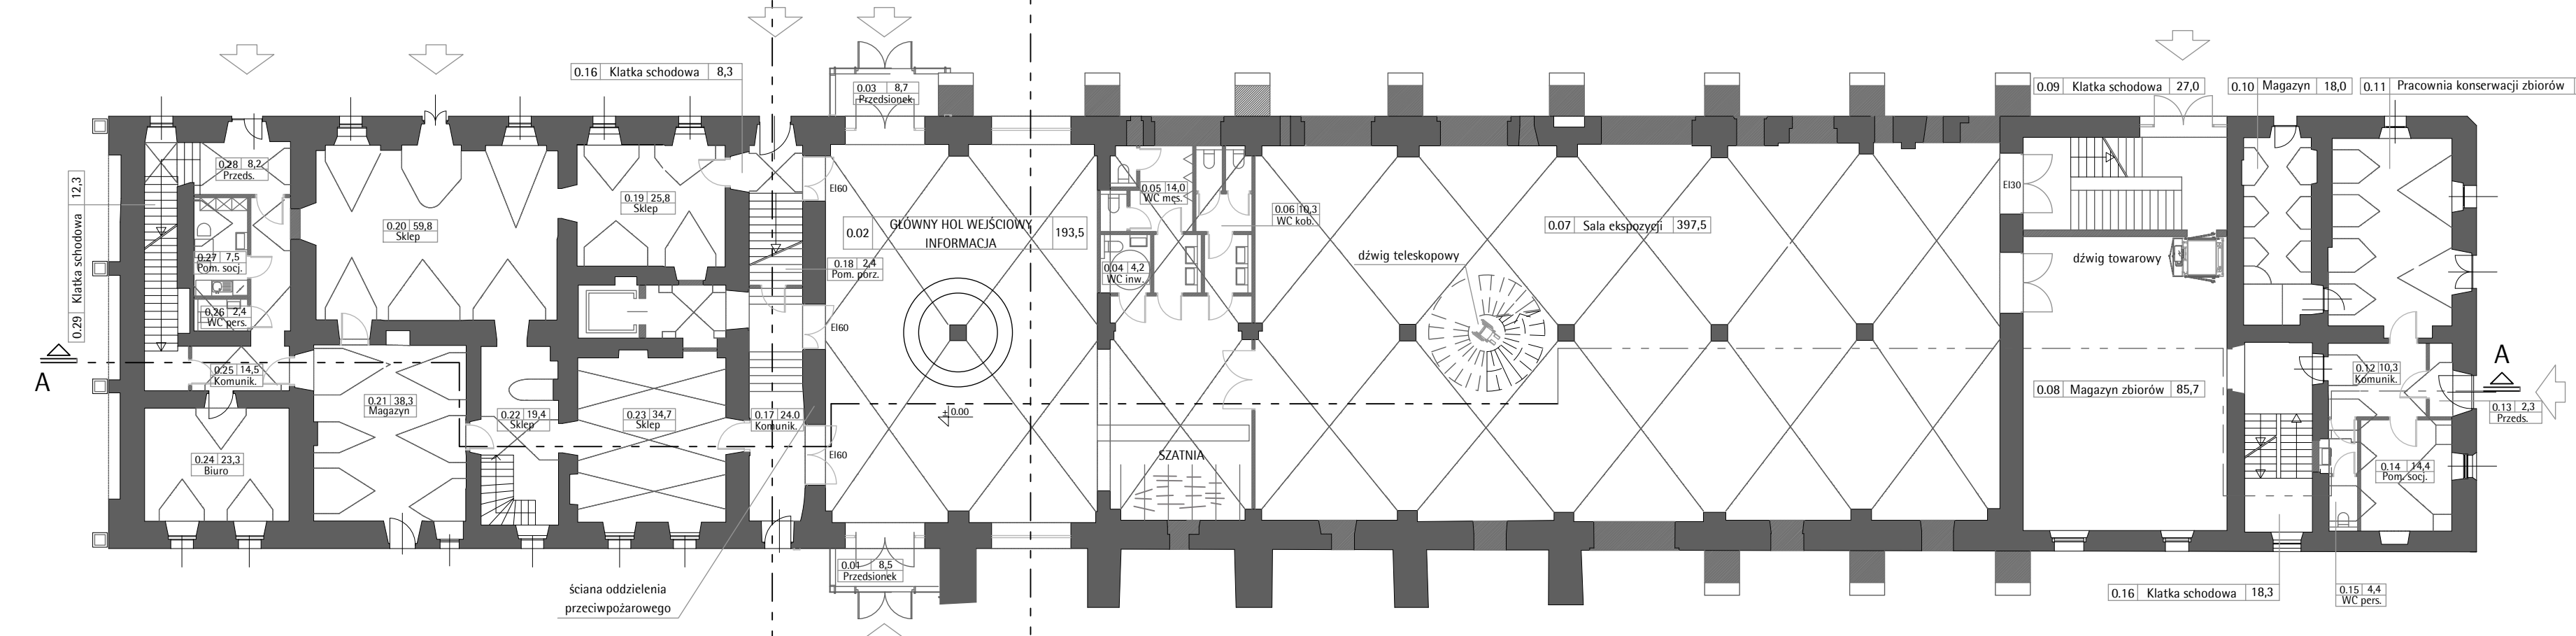 0.16 Klatka schodowa 8,3
0.03 8,7
Przedsionek
0.09 Klatka schodowa 27,0
0.10 Magazyn 18,0
0.11 Pracownia konserwacji zbiorów
0.29 Klatka schodowa 12,3
0.28 8,2
Przeds.
0.27 7,5
Pom. socj.
0.26 2,4
WC pers.
0.25 14,5
Komunik.
0.24 23,3
Biuro
0.20 59,8
Sklep
0.19 25,8
Sklep
0.21 38,3
Magazyn
0.22 19,4
Sklep
0.23 34,7
Sklep
0.17 24.0
Komunik.
0.18 2,4
Pom. porz.
EI60
EI60
EI60
0.02 GŁÓWNY HOL WEJŚCIOWY 193,5
INFORMACJA
± 0.00
0.05 14,0
WC męs.
0.04 4,2
WC inw.
0.06 10,3
WC kob.
SZATNIA
0.07 Sala ekspozycji 397,5
dźwig teleskopowy
EI30
dźwig towarowy
0.08 Magazyn zbiorów 85,7
0.12 10,3
Komunik.
0.13 2,3
Przeds.
0.14 14,4
Pom. socj.
A
A
0.01 8,5
Przedsionek
ściana oddzielenia
przeciwpożarowego
0.16 Klatka schodowa 18,3
0.15 4,4
WC pers.